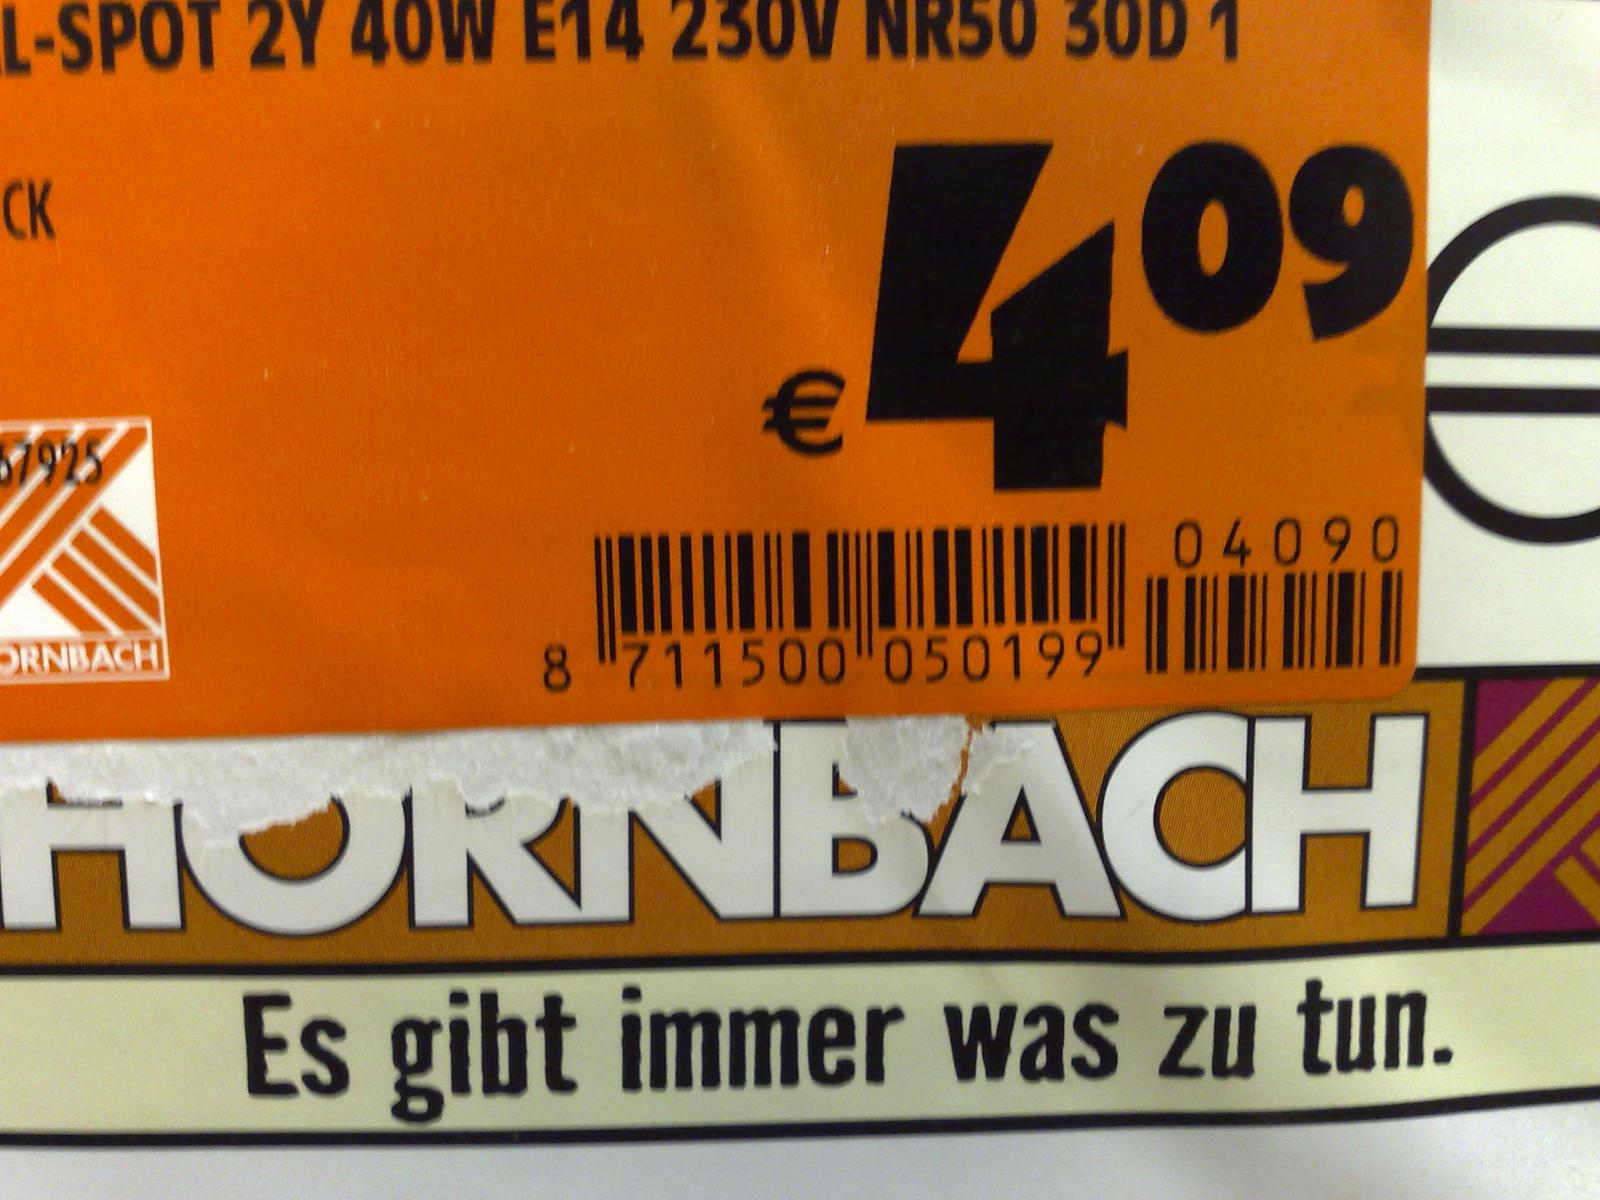 L-SPOT 2Y 40W E14 230V NR50 30D 1
CK
€ 4 09
67925
ORNBACH
04090
8 711500 050199
HORNBACH
Es gibt immer was zu tun.